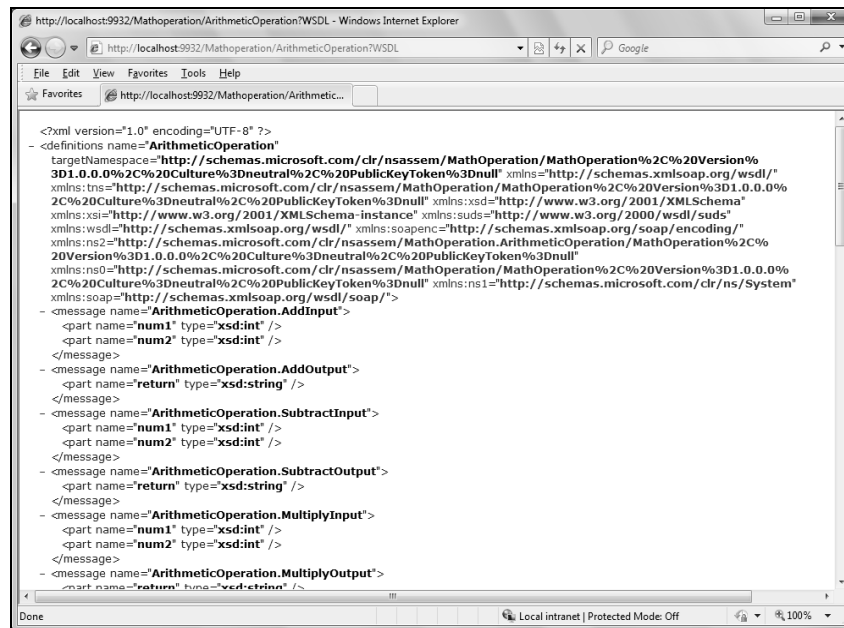 http://localhost:9932/Mathoperation/ArithmeticOperation?WSDL - Windows Internet Explorer
http://localhost:9932/Mathoperation/ArithmeticOperation?WSDL
Google
File Edit View Favorites Tools Help
Favorites
http://localhost:9932/Mathoperation/Arithmetic...
<?xml version="1.0" encoding="UTF-8" ?>
- <definitions name="ArithmeticOperation"
targetNamespace="http://schemas.microsoft.com/clr/nsassem/MathOperation/MathOperation%2C%20Version%
3D1.0.0.0%2C%20Culture%3Dneutral%2C%20PublicKeyToken%3Dnull" xmlns="http://schemas.xmlsoap.org/wsdl/"
xmlns:tns="http://schemas.microsoft.com/clr/nsassem/MathOperation/MathOperation%2C%20Version%3D1.0.0.0%
2C%20Culture%3Dneutral%2C%20PublicKeyToken%3Dnull" xmlns:xsd="http://www.w3.org/2001/XMLSchema"
xmlns:xsi="http://www.w3.org/2001/XMLSchema-instance" xmlns:suds="http://www.w3.org/2000/wsdl/suds"
xmlns:wsdl="http://schemas.xmlsoap.org/wsdl/" xmlns:soapenc="http://schemas.xmlsoap.org/soap/encoding/"
xmlns:ns2="http://schemas.microsoft.com/clr/nsassem/MathOperation.ArithmeticOperation/MathOperation%2C%
20Version%3D1.0.0.0%2C%20Culture%3Dneutral%2C%20PublicKeyToken%3Dnull"
xmlns:ns0="http://schemas.microsoft.com/clr/nsassem/MathOperation/MathOperation%2C%20Version%3D1.0.0.0%
2C%20Culture%3Dneutral%2C%20PublicKeyToken%3Dnull" xmlns:ns1="http://schemas.microsoft.com/clr/ns/System"
xmlns:soap="http://schemas.xmlsoap.org/wsdl/soap/">
- <message name="ArithmeticOperation.AddInput">
<part name="num1" type="xsd:int" />
<part name="num2" type="xsd:int" />
</message>
- <message name="ArithmeticOperation.AddOutput">
<part name="return" type="xsd:string" />
</message>
- <message name="ArithmeticOperation.SubtractInput">
<part name="num1" type="xsd:int" />
<part name="num2" type="xsd:int" />
</message>
- <message name="ArithmeticOperation.SubtractOutput">
<part name="return" type="xsd:string" />
</message>
- <message name="ArithmeticOperation.MultiplyInput">
<part name="num1" type="xsd:int" />
<part name="num2" type="xsd:int" />
</message>
- <message name="ArithmeticOperation.MultiplyOutput">
<part name="return" type="xsd:string" />
Done
Local intranet | Protected Mode: Off
100%